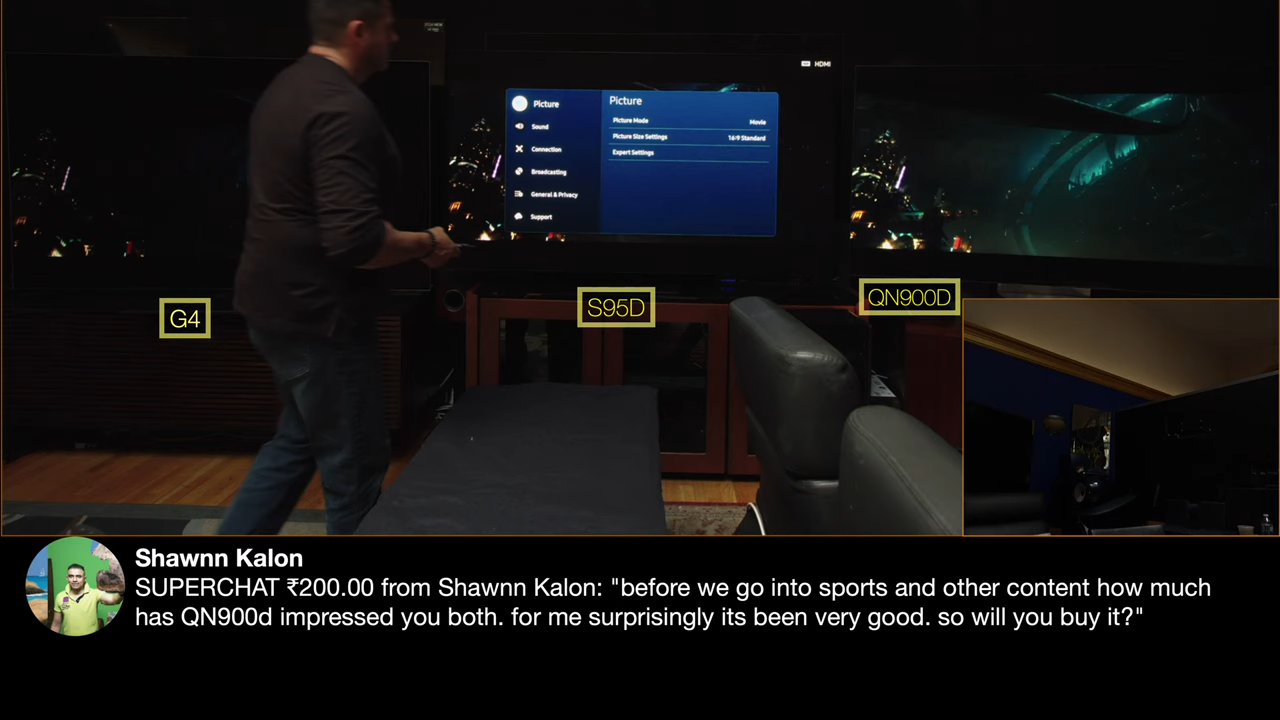 HDMI
Picture
Sound
Connection
Broadcasting
General & Privacy
Support
Picture
Picture Mode Movie
Picture Size Settings 16:9 Standard
Expert Settings
G4
S95D
QN900D
Shawnn Kalon
SUPERCHAT ₹200.00 from Shawnn Kalon: "before we go into sports and other content how much
has QN900d impressed you both. for me surprisingly its been very good. so will you buy it?"